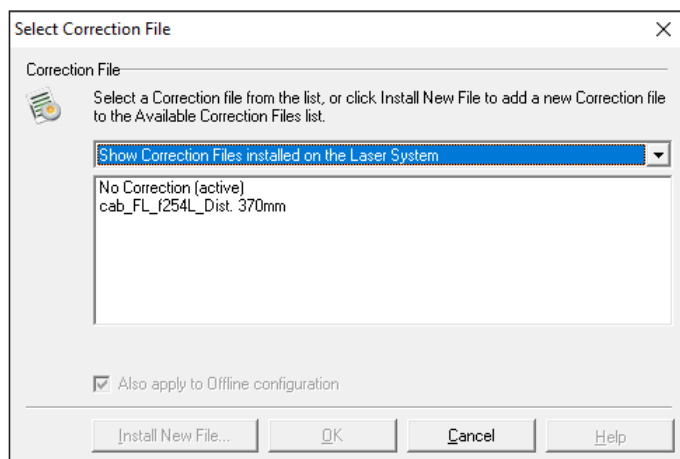 Select Correction File
Correction File
Select a Correction file from the list, or click Install New File to add a new Correction file
to the Available Correction Files list.
Show Correction Files installed on the Laser System
No Correction (active)
cab_FL_f254L_Dist. 370mm
Also apply to Offline configuration
Install New File...
OK
Cancel
Help